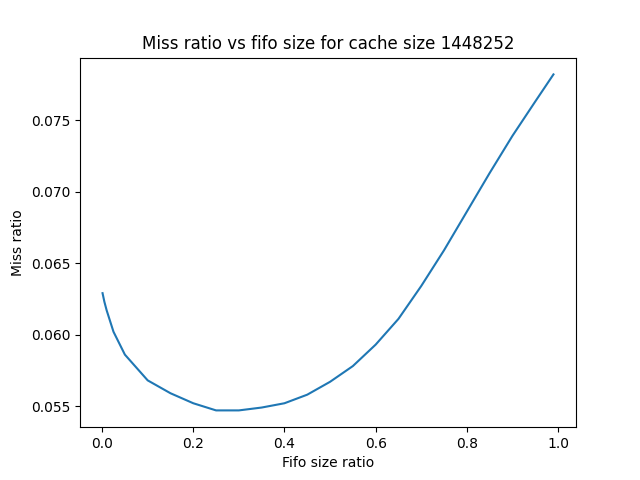 Miss ratio vs fifo size for cache size 1448252
0.075
0.070
0.065
0.060
0.055
Miss ratio
0.0 0.2 0.4 0.6 0.8 1.0
Fifo size ratio